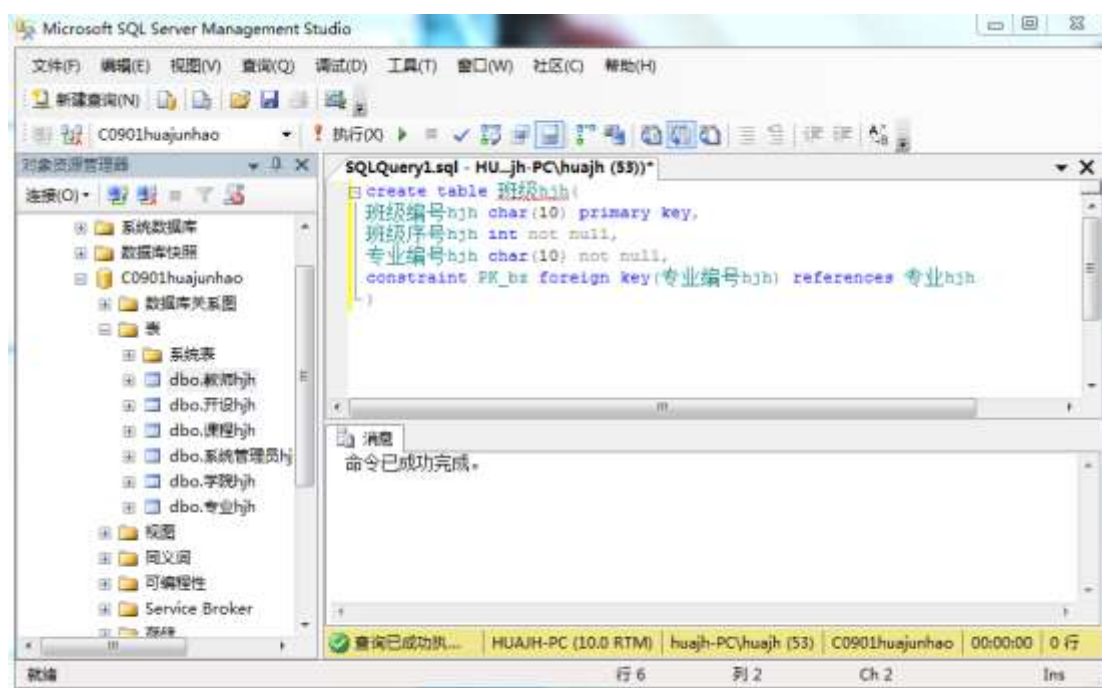 Microsoft SQL Server Management Studio
文件(F) 编辑(E) 视图(V) 查询(Q) 调试(D) 工具(T) 窗口(W) 社区(C) 帮助(H)
新建查询(N)
C0901huajunhao 执行(X)
对象资源管理器
SQLQuery1.sql - HU...jh-PC\huajh (53))*
连接(O)
系统数据库
数据库快照
C0901huajunhao
数据库关系图
表
系统表
dbo.教师hjh
dbo.开设hjh
dbo.课程hjh
dbo.系统管理员hj
dbo.学院hjh
dbo.专业hjh
视图
同义词
可编程性
Service Broker
存储
create table 班级hjh(
班级编号hjh char(10) primary key,
班级序号hjh int not null,
专业编号hjh char(10) not null,
constraint PK_bz foreign key(专业编号hjh) references 专业hjh
)
消息
命令已成功完成。
查询已成功执... HUAJH-PC (10.0 RTM) huajh-PC\huajh (53) C0901huajunhao 00:00:00 0 行
就绪 行 6 列 2 Ch 2 Ins